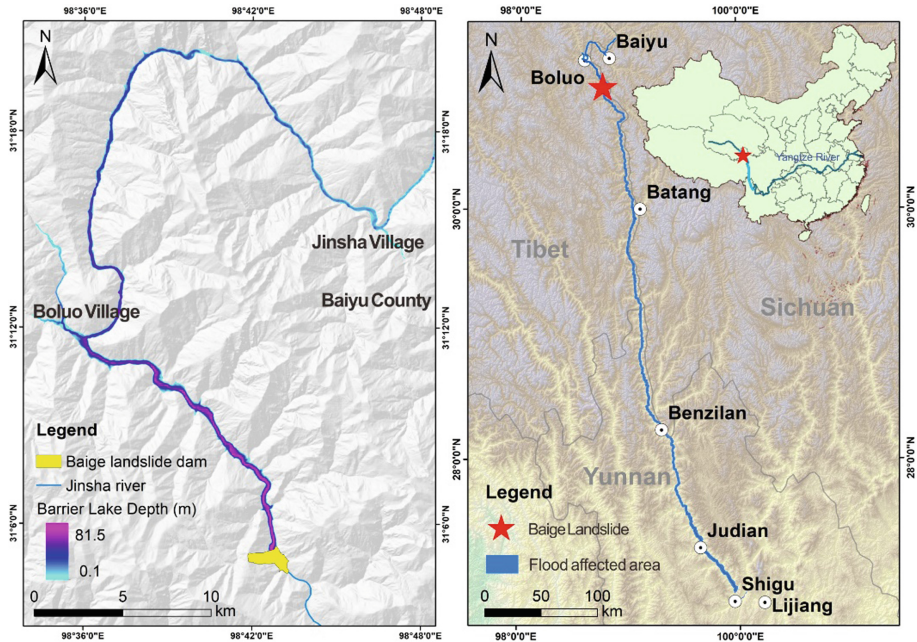 98°36'0"E
98°42'0"E
98°48'0"E
N
31°18'0"N
31°18'0"N
Jinsha Village
Baiyu County
Boluo Village
31°12'0"N
31°12'0"N
Legend
Baige landslide dam
Jinsha river
Barrier Lake Depth (m)
81.5
0.1
31°6'0"N
31°6'0"N
0 5 10
km
98°36'0"E
98°42'0"E
98°48'0"E
98°0'0"E
100°0'0"E
N
Baiyu
Boluo
Yangtze River
Batang
30°0'0"N
30°0'0"N
Tibet
Sichuan
Benzilan
28°0'0"N
28°0'0"N
Yunnan
Legend
Baige Landslide
Flood affected area
Judian
Shigu
Lijiang
0 50 100
km
98°0'0"E
100°0'0"E